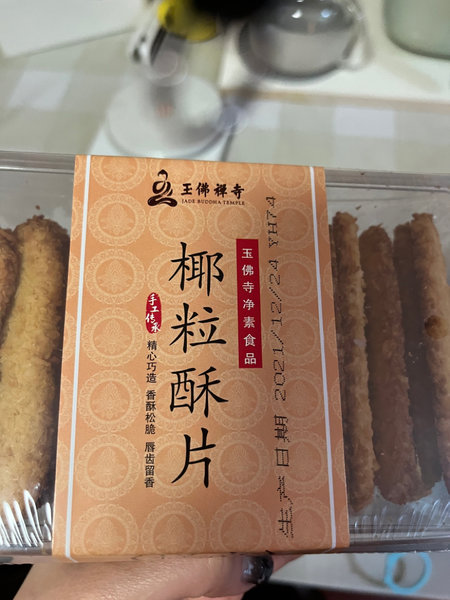 玉佛禅寺
JADE BUDDHA TEMPLE
玉佛寺净素食品
椰粒酥片
手工传承
精心巧造 香酥松脆 唇齿留香
生产日期 2021/12/24 YH74